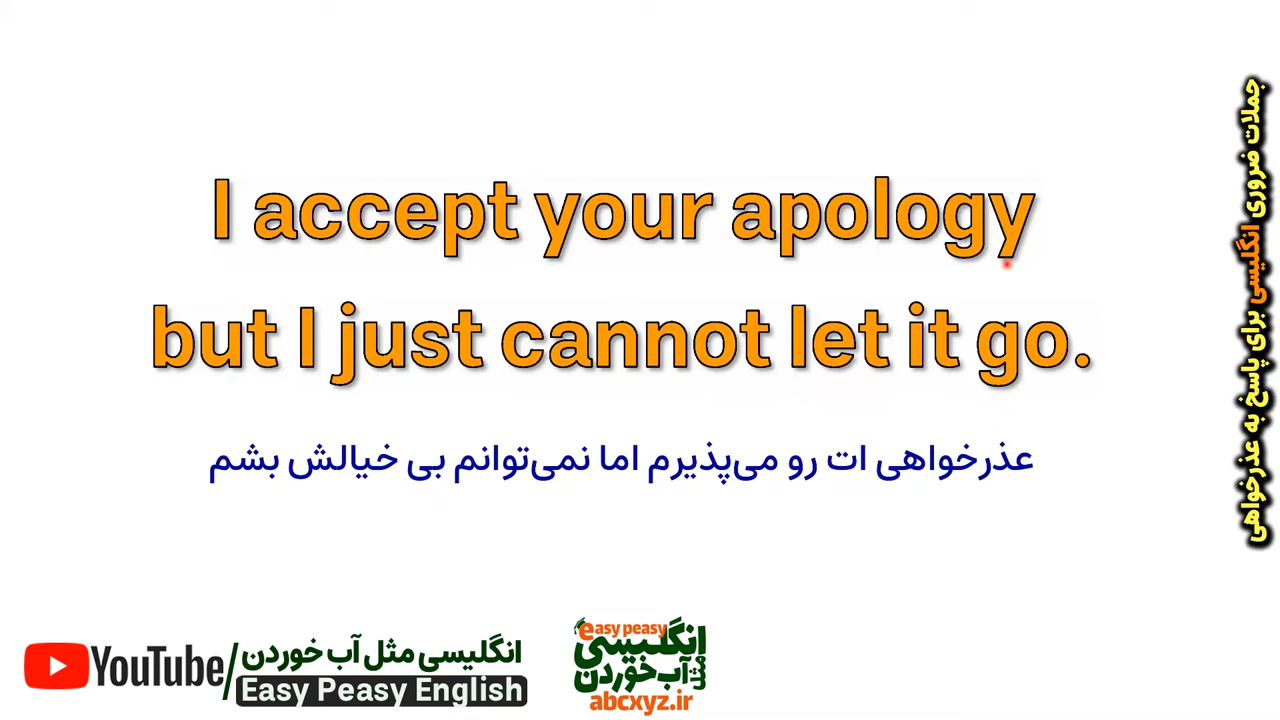 I accept your apology
but I just cannot let it go.
عذرخواهی ات رو می‌پذیرم اما نمی‌توانم بی خیالش بشم
جملات ضروری انگلیسی برای پاسخ به عذرخواهی
YouTube/انگلیسی مثل آب خوردن
Easy Peasy English
easy peasy
انگلیسی
مثل آب خوردن
abcxyz.ir